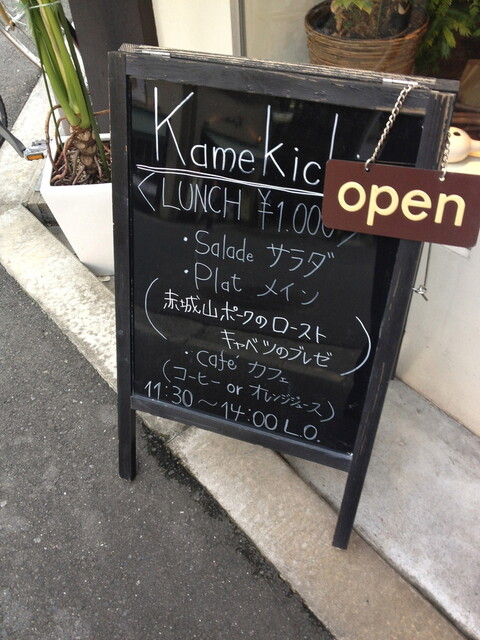 Kamekichi
open
<LUNCH ¥1.000>
・Salade サラダ
・Plat メイン
(赤城山ポークのロースト
キャベツのブレゼ)
・café カフェ
(コーヒー or オレンジジュース)
11:30〜14:00 L.O.